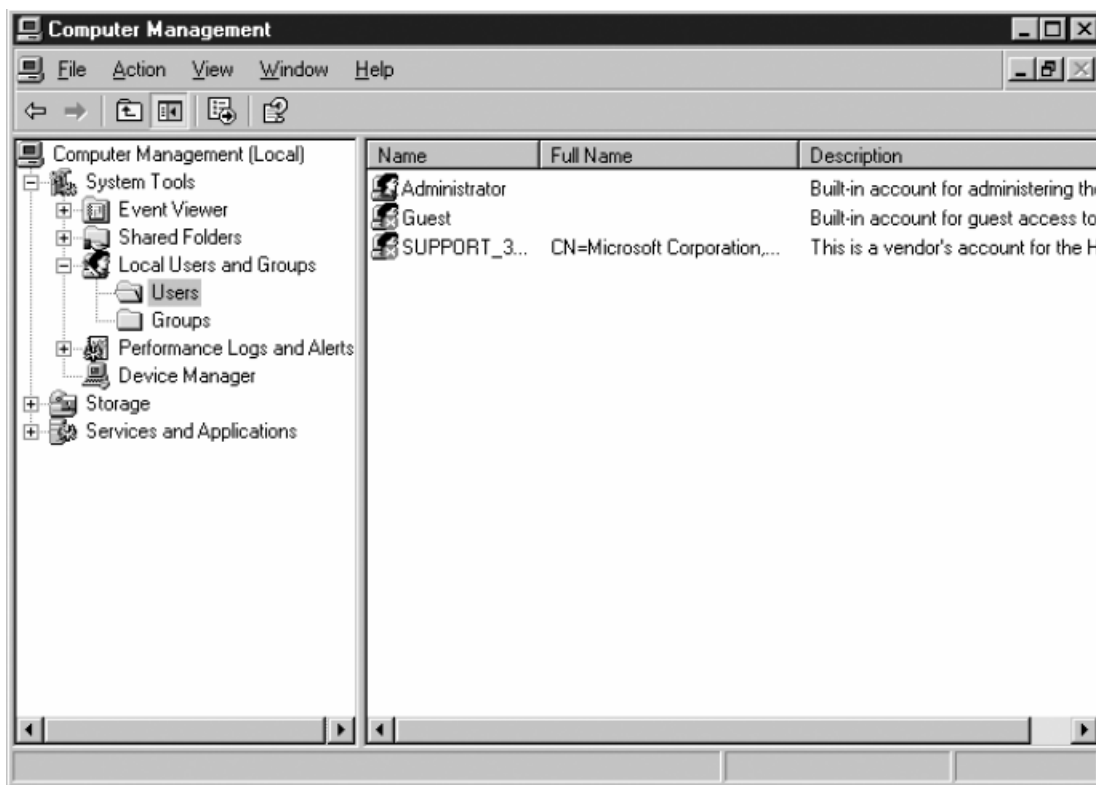 Computer Management
File Action View Window Help
Computer Management (Local)
System Tools
Event Viewer
Shared Folders
Local Users and Groups
Users
Groups
Performance Logs and Alerts
Device Manager
Storage
Services and Applications
Name Full Name Description
Administrator Built-in account for administering the
Guest Built-in account for guest access to
SUPPORT_3... CN=Microsoft Corporation,... This is a vendor's account for the H